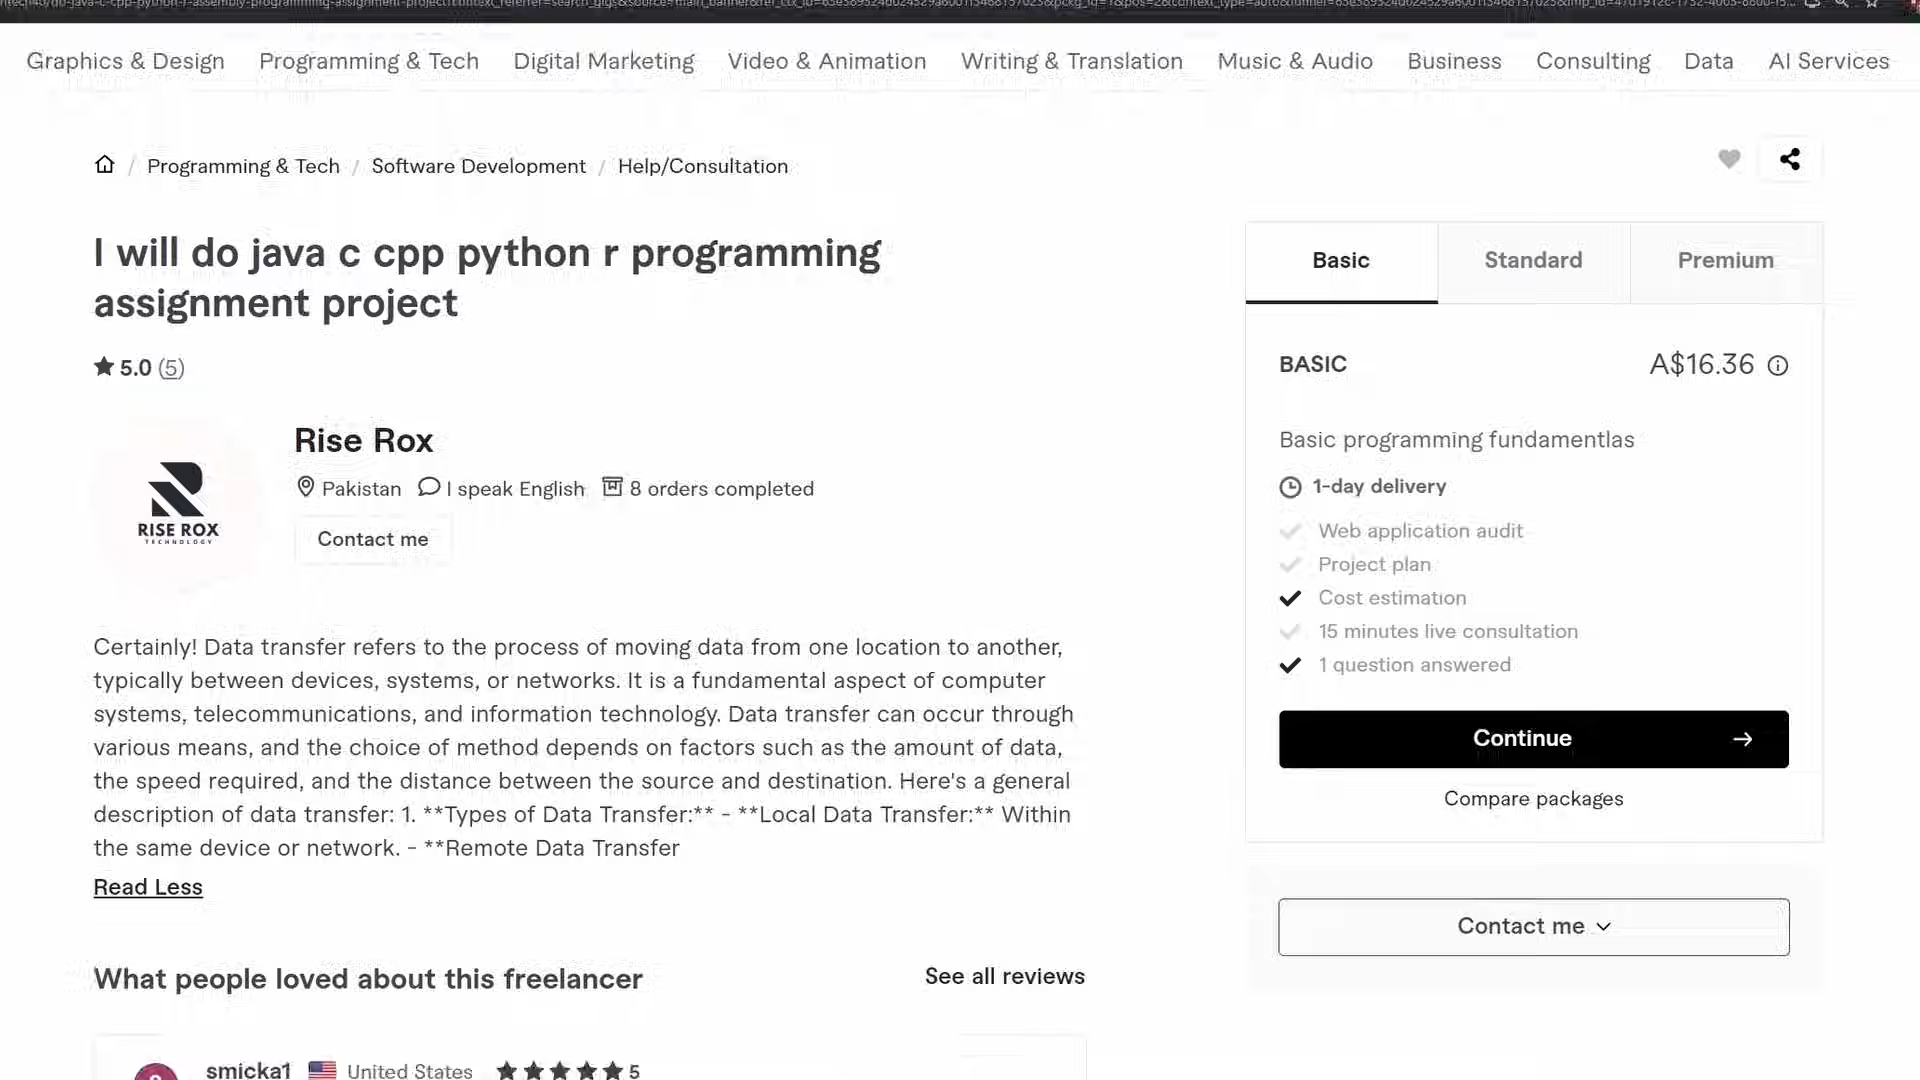 Graphics & Design Programming & Tech Digital Marketing Video & Animation Writing & Translation Music & Audio Business Consulting Data AI Services
/ Programming & Tech / Software Development / Help/Consultation
I will do java c cpp python r programming
assignment project
5.0 (5)
Rise Rox
Pakistan I speak English 8 orders completed
RISE ROX
TECHNOLOGY
Contact me
Certainly! Data transfer refers to the process of moving data from one location to another,
typically between devices, systems, or networks. It is a fundamental aspect of computer
systems, telecommunications, and information technology. Data transfer can occur through
various means, and the choice of method depends on factors such as the amount of data,
the speed required, and the distance between the source and destination. Here's a general
description of data transfer: 1. **Types of Data Transfer:** - **Local Data Transfer:** Within
the same device or network. - **Remote Data Transfer
Read Less
What people loved about this freelancer
See all reviews
smicka1 United States 5
Basic Standard Premium
BASIC A$16.36
Basic programming fundamentlas
1-day delivery
Web application audit
Project plan
Cost estimation
15 minutes live consultation
1 question answered
Continue
Compare packages
Contact me